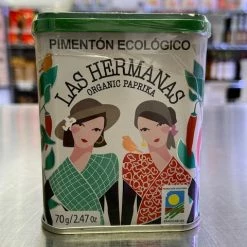 PIMENTÓN ECOLÓGICO
LAS HERMANAS
ORGANIC PAPRIKA
70g/2.47oz